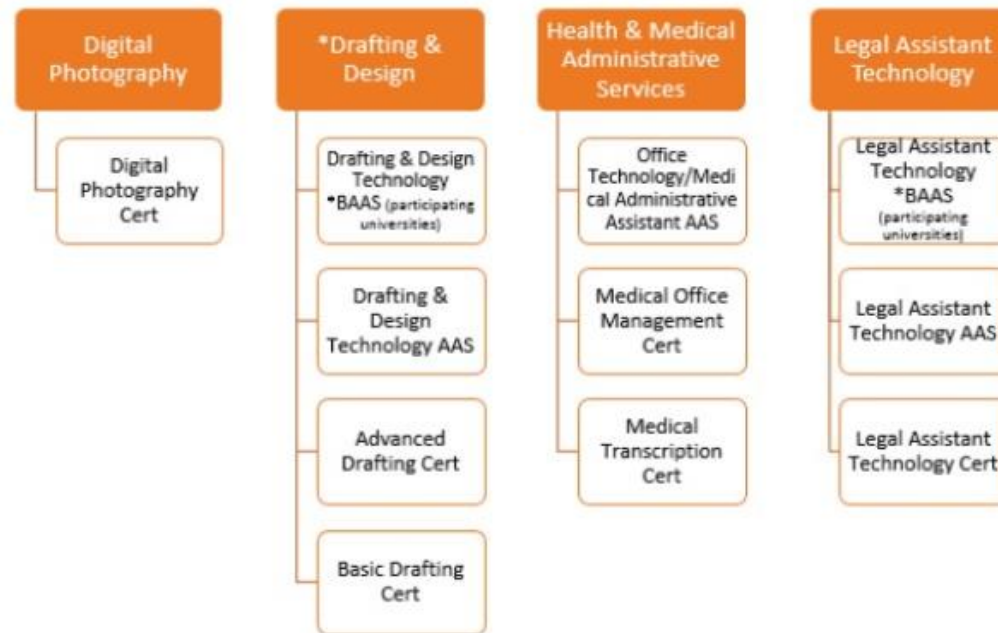 Digital
Photography
Digital
Photography
Cert
*Drafting &
Design
Drafting & Design
Technology
*BAAS (participating
universities)
Drafting &
Design
Technology AAS
Advanced
Drafting Cert
Basic Drafting
Cert
Health & Medical
Administrative
Services
Office
Technology/Medi
cal Administrative
Assistant AAS
Medical Office
Management
Cert
Medical
Transcription
Cert
Legal Assistant
Technology
Legal Assistant
Technology
*BAAS
(participating
universities)
Legal Assistant
Technology AAS
Legal Assistant
Technology Cert